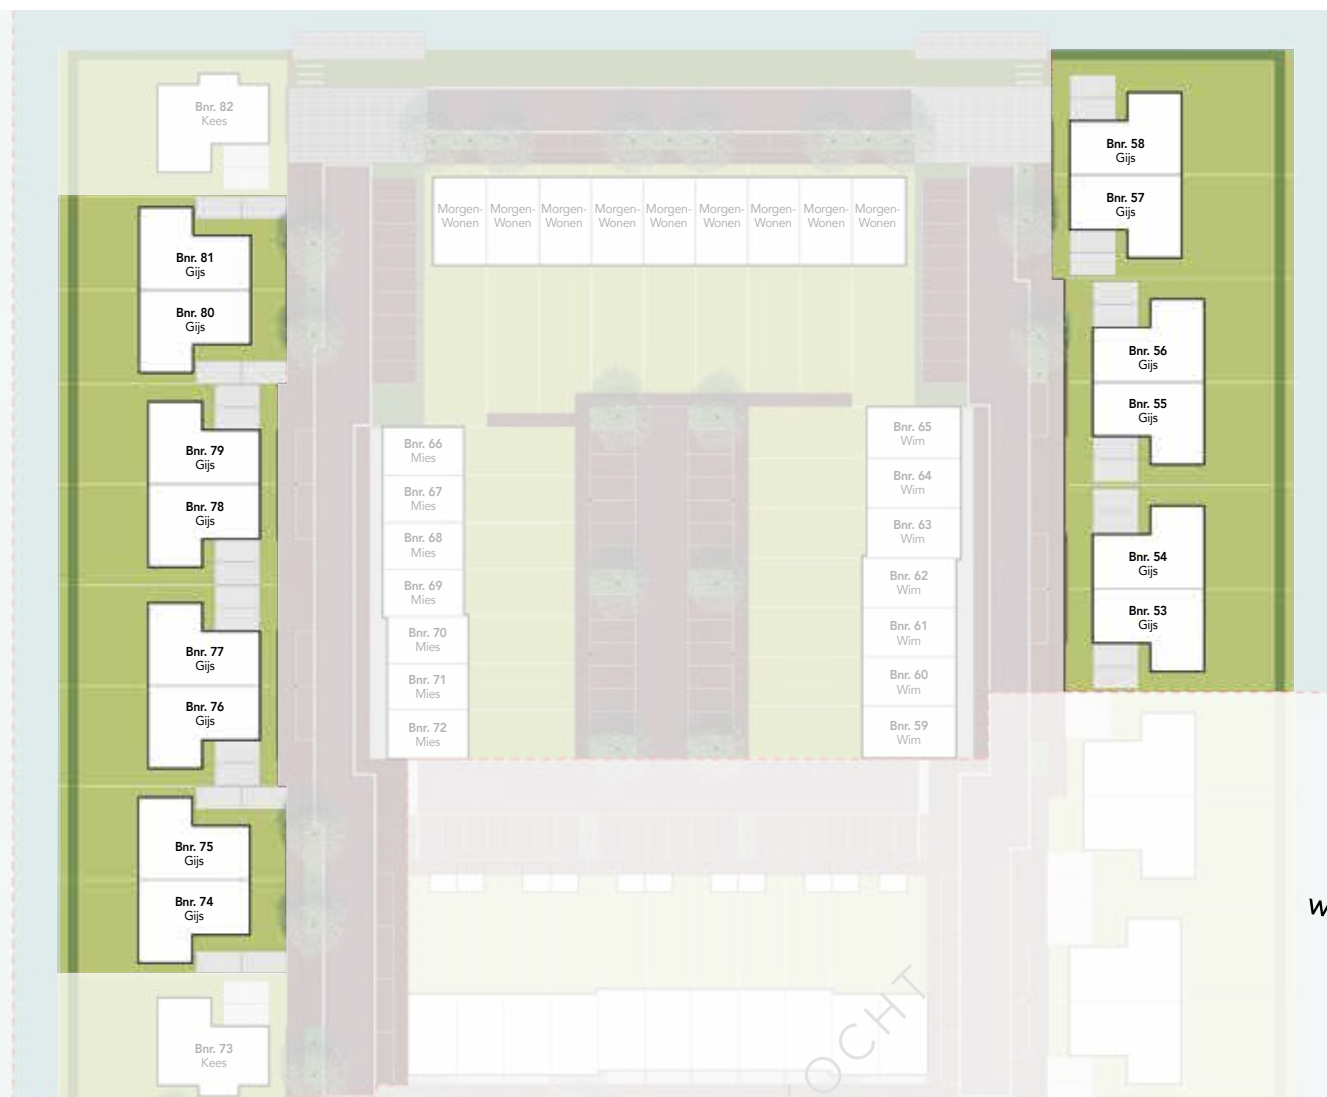 Bnr. 82
Kees
Bnr. 81
Gijs
Bnr. 80
Gijs
Bnr. 79
Gijs
Bnr. 78
Gijs
Bnr. 77
Gijs
Bnr. 76
Gijs
Bnr. 75
Gijs
Bnr. 74
Gijs
Bnr. 73
Kees
Morgen-
Wonen
Morgen-
Wonen
Morgen-
Wonen
Morgen-
Wonen
Morgen-
Wonen
Morgen-
Wonen
Morgen-
Wonen
Morgen-
Wonen
Morgen-
Wonen
Bnr. 66
Mies
Bnr. 67
Mies
Bnr. 68
Mies
Bnr. 69
Mies
Bnr. 70
Mies
Bnr. 71
Mies
Bnr. 72
Mies
Bnr. 65
Wim
Bnr. 64
Wim
Bnr. 63
Wim
Bnr. 62
Wim
Bnr. 61
Wim
Bnr. 60
Wim
Bnr. 59
Wim
Bnr. 58
Gijs
Bnr. 57
Gijs
Bnr. 56
Gijs
Bnr. 55
Gijs
Bnr. 54
Gijs
Bnr. 53
Gijs
OCHT